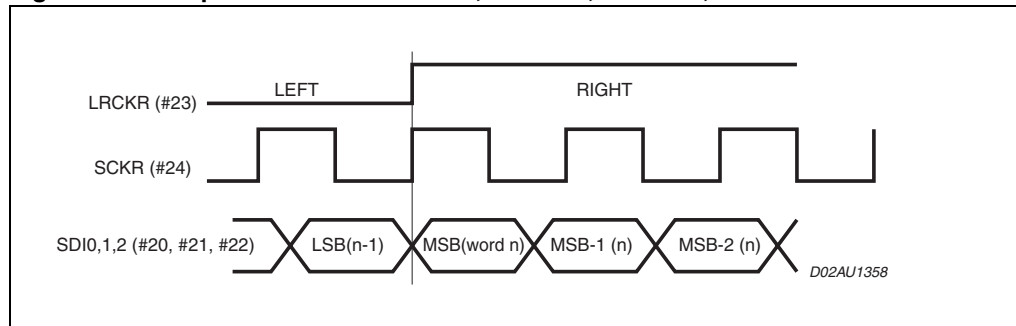 LEFT
RIGHT
LRCKR (#23)
SCKR (#24)
SDI0,1,2 (#20, #21, #22)
LSB(n-1)
MSB(word n)
MSB-1 (n)
MSB-2 (n)
D02AU1358